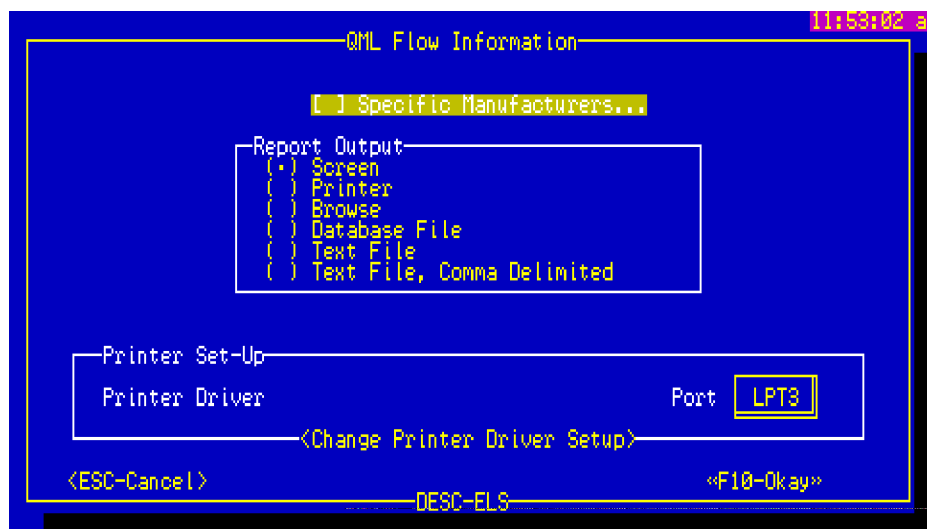 11:53:02 a
QML Flow Information
[ ] Specific Manufacturers...
Report Output
(·) Screen
( ) Printer
( ) Browse
( ) Database File
( ) Text File
( ) Text File, Comma Delimited
Printer Set-Up
Printer Driver Port LPT3
<Change Printer Driver Setup>
<ESC-Cancel> «F10-Okay»
DESC-ELS